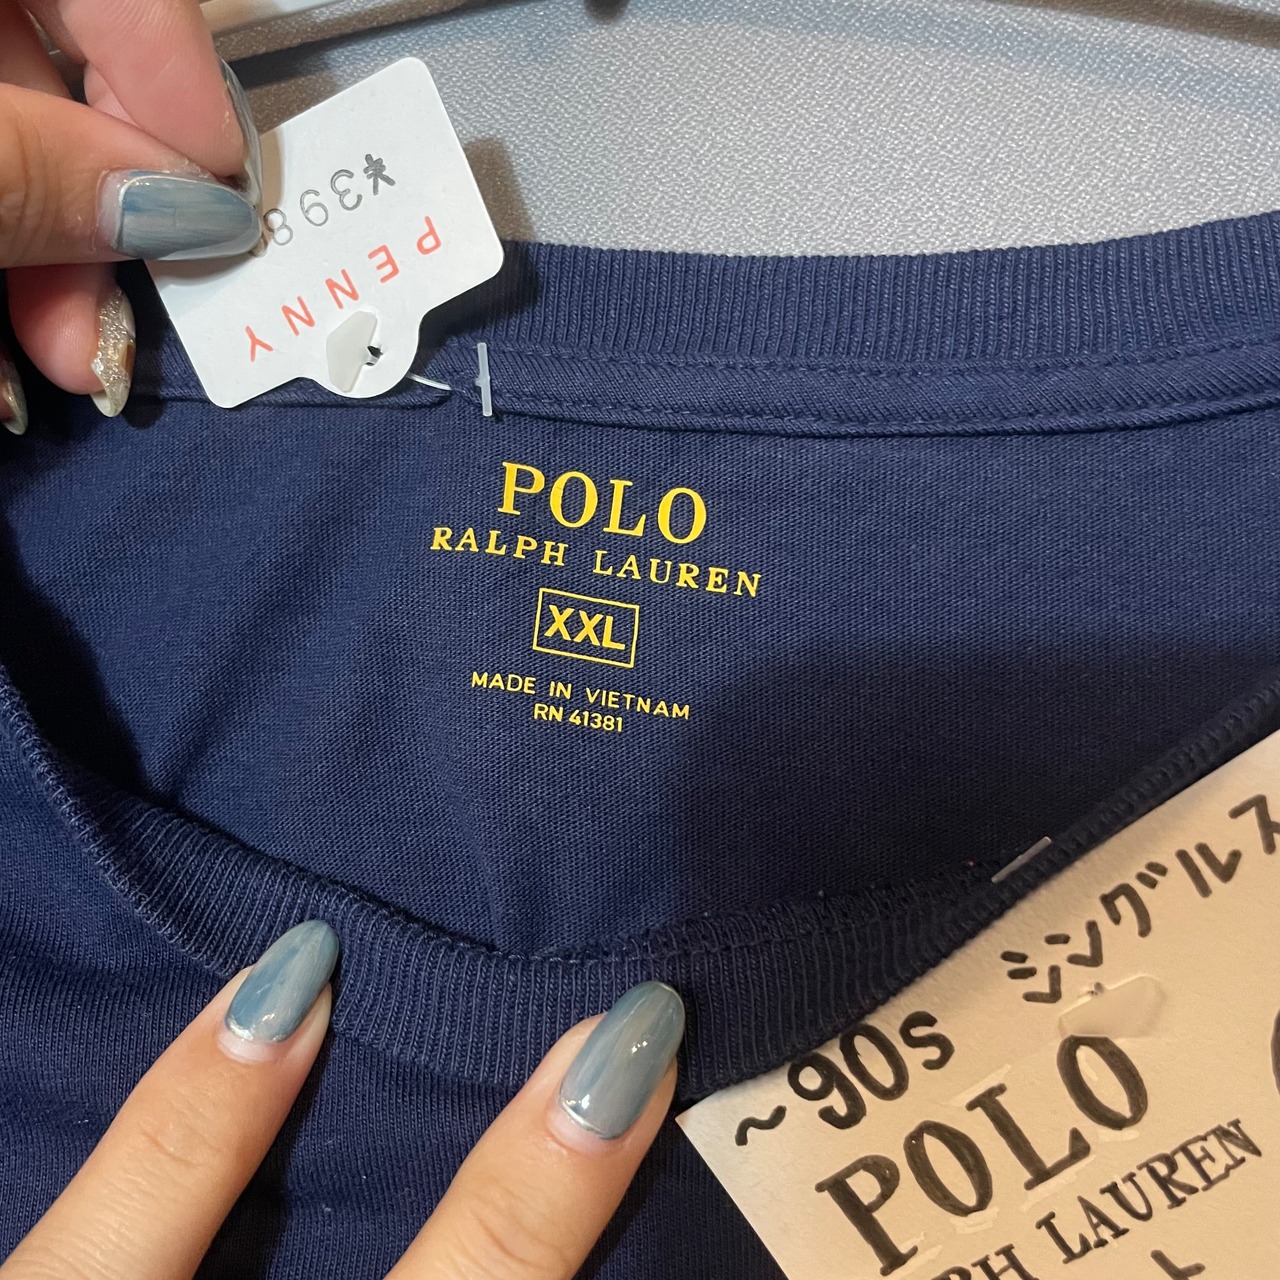 *398
PENNY
POLO
RALPH LAUREN
XXL
MADE IN VIETNAM
RN 41381
~90s シングルス
POLO
LAUREN